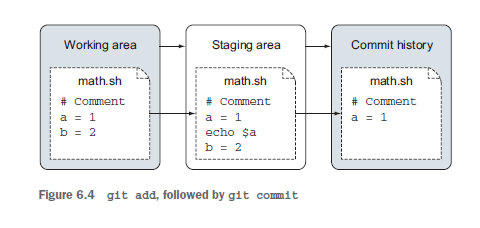 Working area
math.sh
# Comment
a = 1
b = 2
Staging area
math.sh
# Comment
a = 1
echo $a
b = 2
Commit history
math.sh
# Comment
a = 1
Figure 6.4 git add, followed by git commit